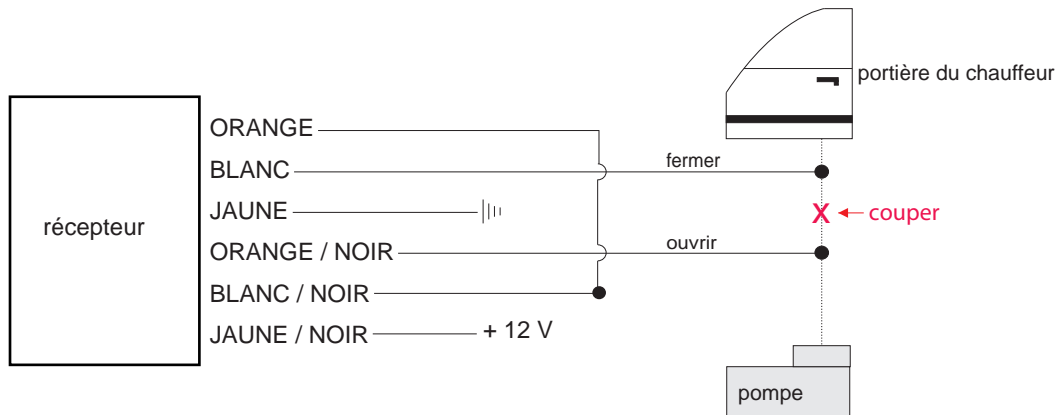 portière du chauffeur
ORANGE
BLANC
fermer
récepteur
JAUNE
couper
ORANGE / NOIR
ouvrir
BLANC / NOIR
JAUNE / NOIR
+ 12 V
pompe